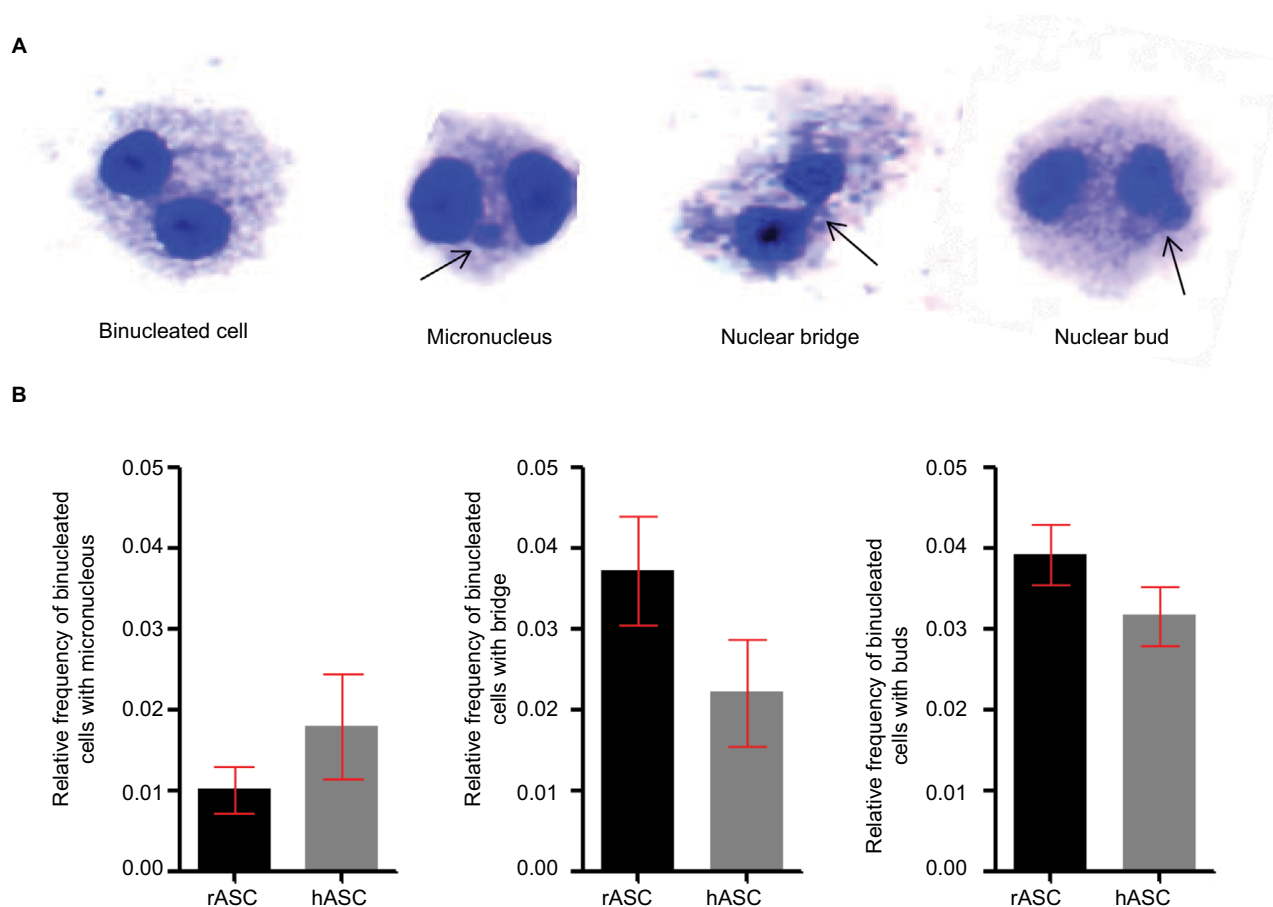 A
Binucleated cell
Micronucleus
Nuclear bridge
Nuclear bud
B
Relative frequency of binucleated
cells with micronucleous
0.05
0.04
0.03
0.02
0.01
0.00
rASC
hASC
Relative frequency of binucleated
cells with bridge
0.05
0.04
0.03
0.02
0.01
0.00
rASC
hASC
Relative frequency of binucleated
cells with buds
0.05
0.04
0.03
0.02
0.01
0.00
rASC
hASC